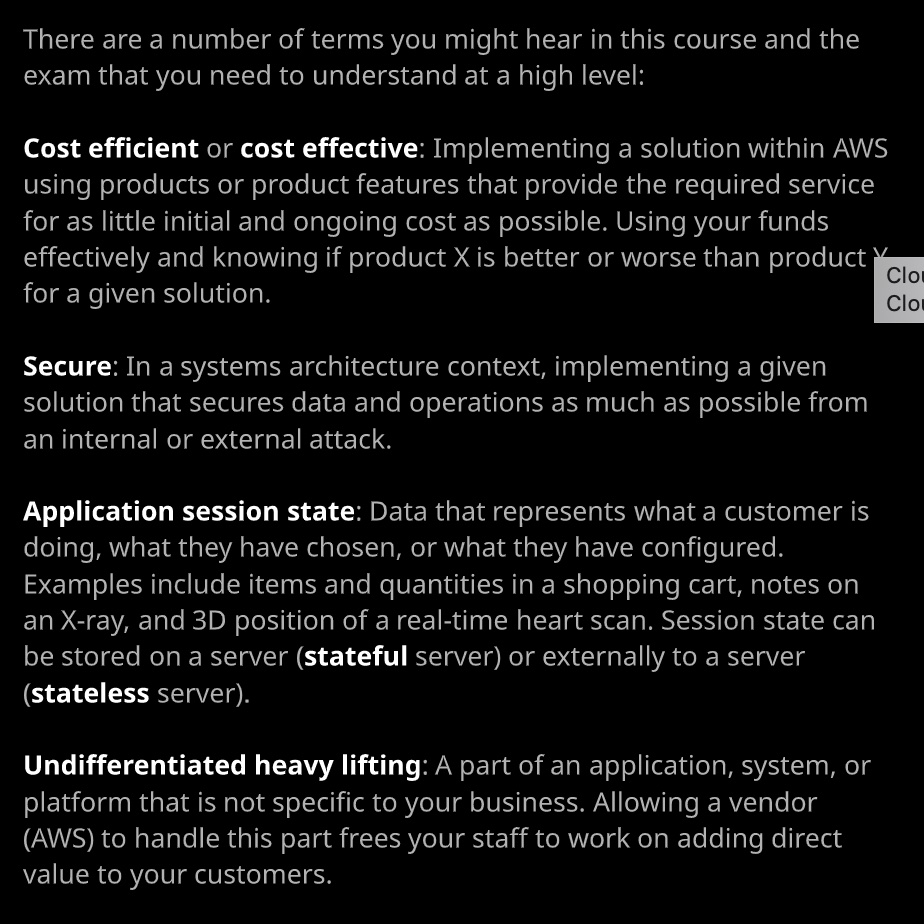 There are a number of terms you might hear in this course and the
exam that you need to understand at a high level:
Cost efficient or cost effective: Implementing a solution within AWS
using products or product features that provide the required service
for as little initial and ongoing cost as possible. Using your funds
effectively and knowing if product X is better or worse than product Y
for a given solution.
Secure: In a systems architecture context, implementing a given
solution that secures data and operations as much as possible from
an internal or external attack.
Application session state: Data that represents what a customer is
doing, what they have chosen, or what they have configured.
Examples include items and quantities in a shopping cart, notes on
an X-ray, and 3D position of a real-time heart scan. Session state can
be stored on a server (stateful server) or externally to a server
(stateless server).
Undifferentiated heavy lifting: A part of an application, system, or
platform that is not specific to your business. Allowing a vendor
(AWS) to handle this part frees your staff to work on adding direct
value to your customers.